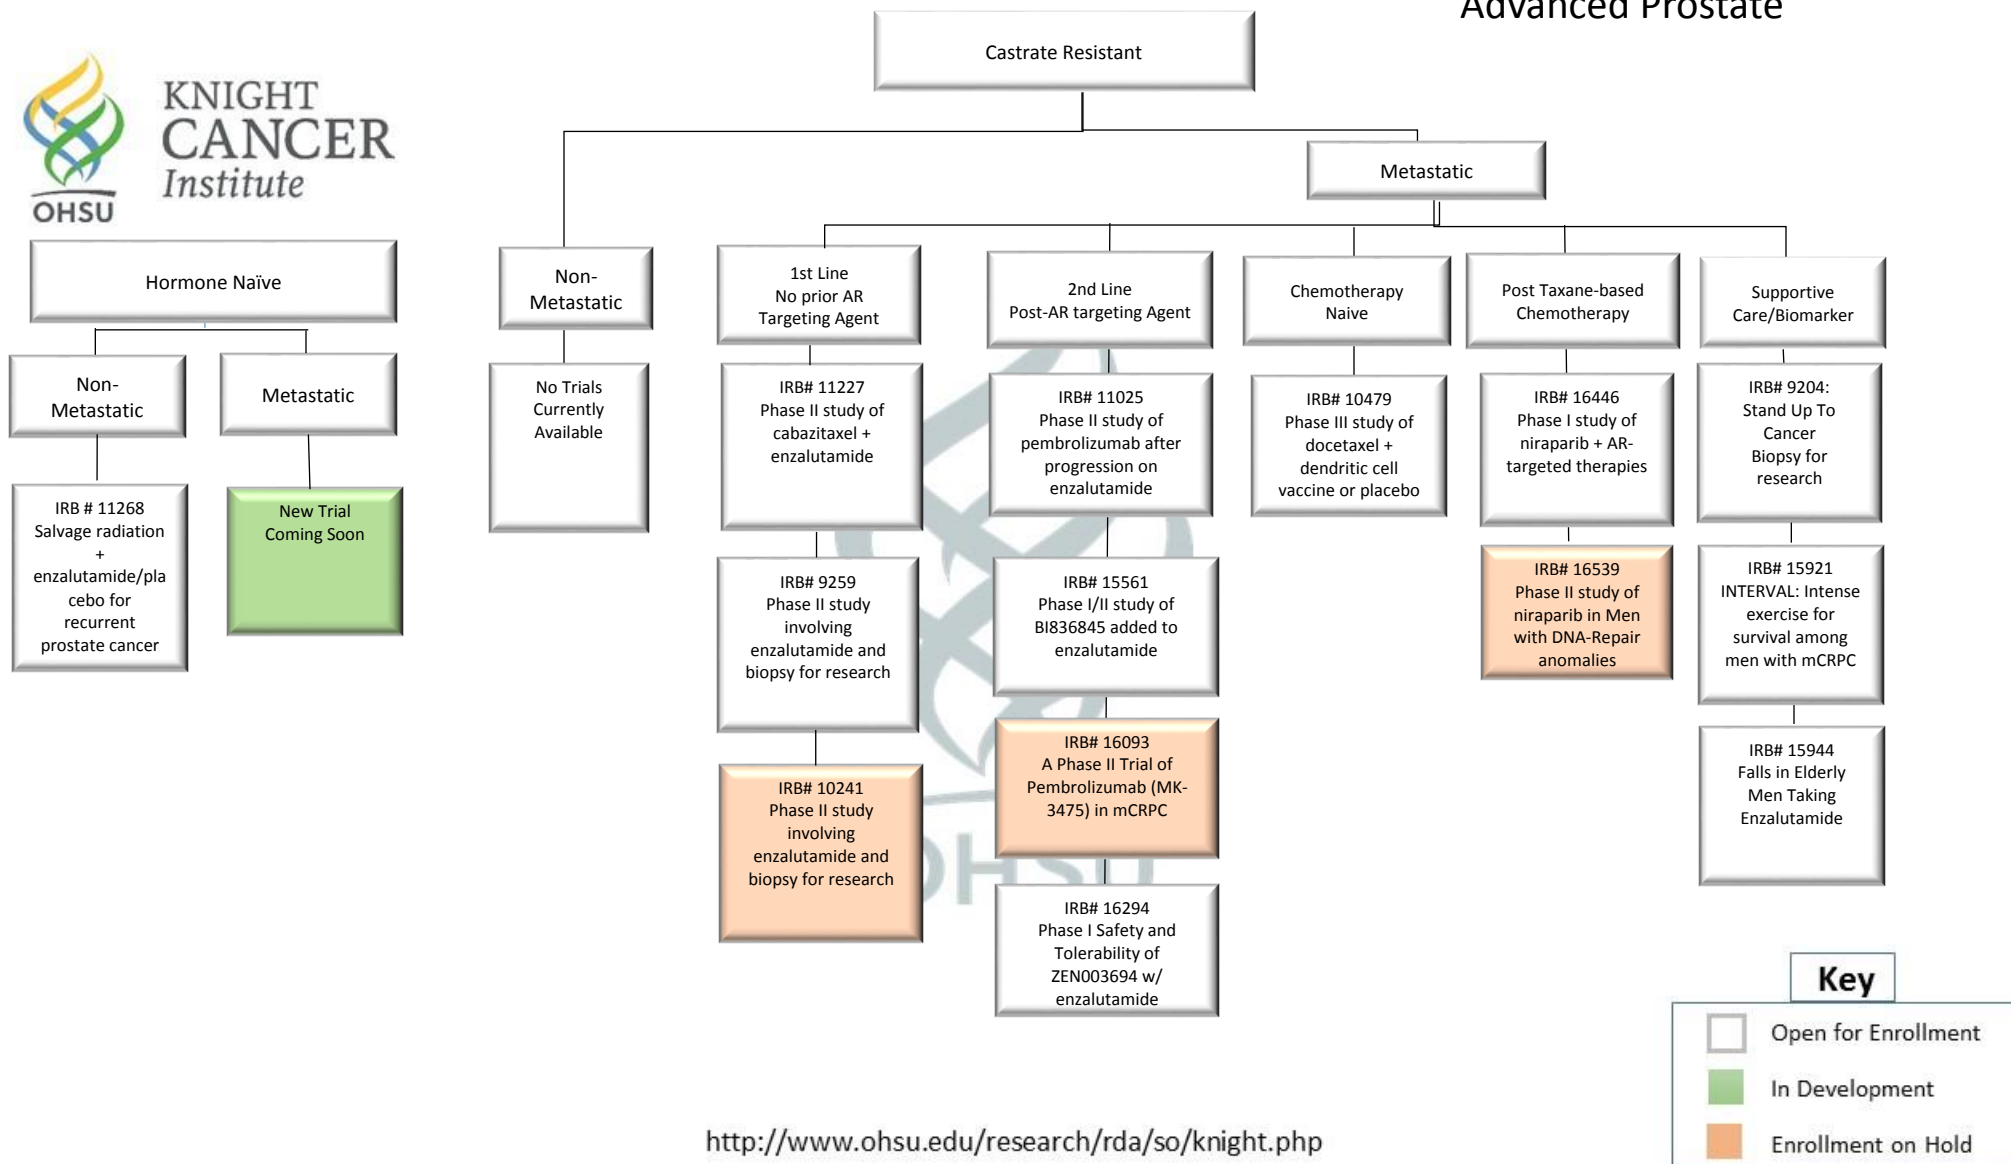 Advanced Prostate
Castrate Resistant
KNIGHT
CANCER
Institute
OHSU
Metastatic
Hormone Naïve
Non-
Metastatic
Metastatic
IRB # 11268
Salvage radiation
+
enzalutamide/pla
cebo for
recurrent
prostate cancer
New Trial
Coming Soon
Non-
Metastatic
No Trials
Currently
Available
1st Line
No prior AR
Targeting Agent
IRB# 11227
Phase II study of
cabazitaxel +
enzalutamide
IRB# 9259
Phase II study
involving
enzalutamide and
biopsy for research
IRB# 10241
Phase II study
involving
enzalutamide and
biopsy for research
2nd Line
Post-AR targeting Agent
IRB# 11025
Phase II study of
pembrolizumab after
progression on
enzalutamide
IRB# 15561
Phase I/II study of
BI836845 added to
enzalutamide
IRB# 16093
A Phase II Trial of
Pembrolizumab (MK-
3475) in mCRPC
IRB# 16294
Phase I Safety and
Tolerability of
ZEN003694 w/
enzalutamide
Chemotherapy
Naive
IRB# 10479
Phase III study of
docetaxel +
dendritic cell
vaccine or placebo
Post Taxane-based
Chemotherapy
IRB# 16446
Phase I study of
niraparib + AR-
targeted therapies
IRB# 16539
Phase II study of
niraparib in Men
with DNA-Repair
anomalies
Supportive
Care/Biomarker
IRB# 9204:
Stand Up To
Cancer
Biopsy for
research
IRB# 15921
INTERVAL: Intense
exercise for
survival among
men with mCRPC
IRB# 15944
Falls in Elderly
Men Taking
Enzalutamide
OHSU
Key
Open for Enrollment
In Development
Enrollment on Hold
http://www.ohsu.edu/research/rda/so/knight.php